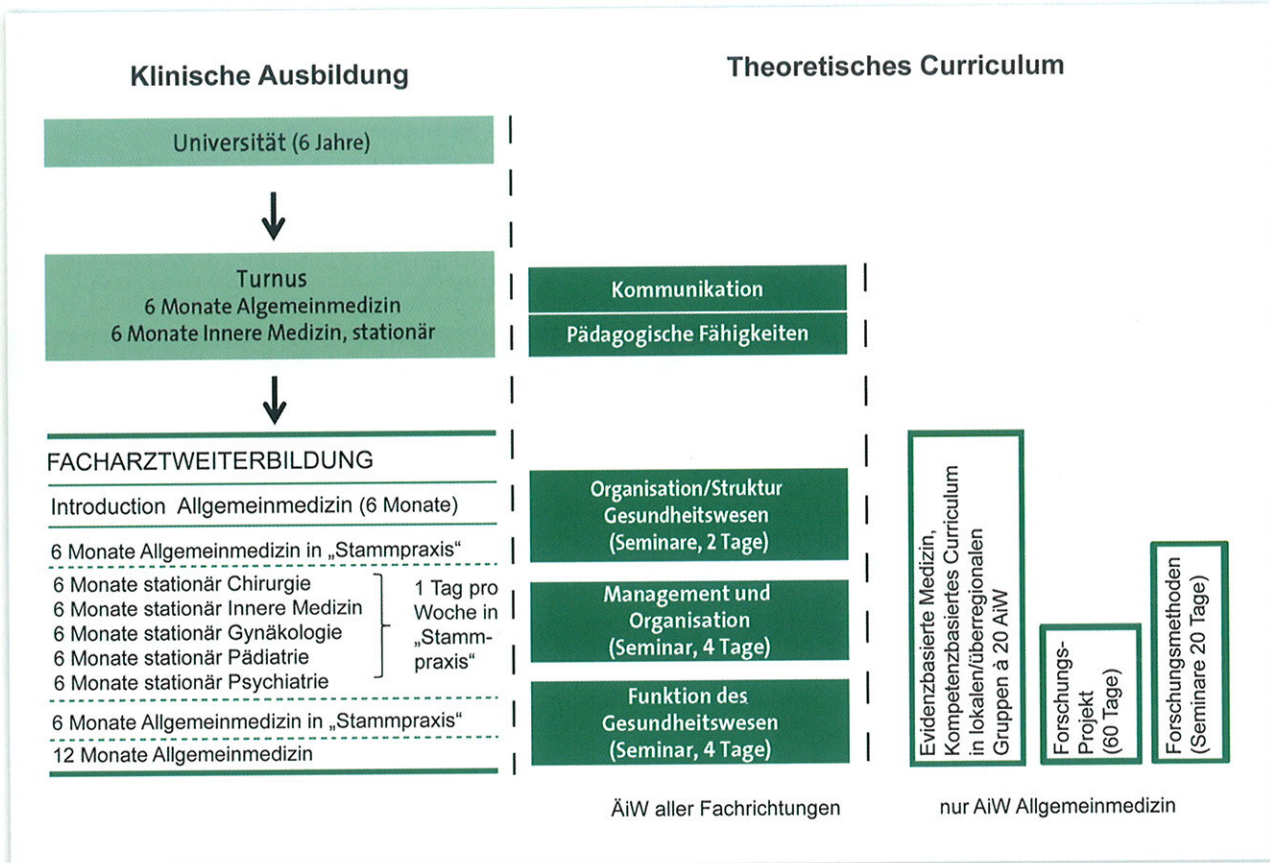 Klinische Ausbildung
Theoretisches Curriculum
Universität (6 Jahre)
Turnus
6 Monate Algemeinmedizin
6 Monate Innere Medizin, stationär
Kommunikation
Pädagogische Fähigkeiten
FACHARZTWEITERBILDUNG
Introduction Allgemeinmedizin (6 Monate)
6 Monate Allgemeinmedizin in „Stammpraxis“
6 Monate stationär Chirurgie
6 Monate stationär Innere Medizin
6 Monate stationär Gynäkologie
6 Monate stationär Pädiatrie
6 Monate stationär Psychiatrie
1 Tag pro
Woche in
„Stamm-
praxis“
6 Monate Allgemeinmedizin in „Stammpraxis“
12 Monate Allgemeinmedizin
Organisation/Struktur
Gesundheitswesen
(Seminare, 2 Tage)
Management und
Organisation
(Seminar, 4 Tage)
Funktion des
Gesundheitswesen
(Seminar, 4 Tage)
Evidenzbasierte Medizin,
Kompetenzbasiertes Curriculum
in lokalen/überregionalen
Gruppen à 20 AiW
Forschungs-
Projekt
(60 Tage)
Forschungsmethoden
(Seminare 20 Tage)
ÄiW aller Fachrichtungen
nur AiW Allgemeinmedizin